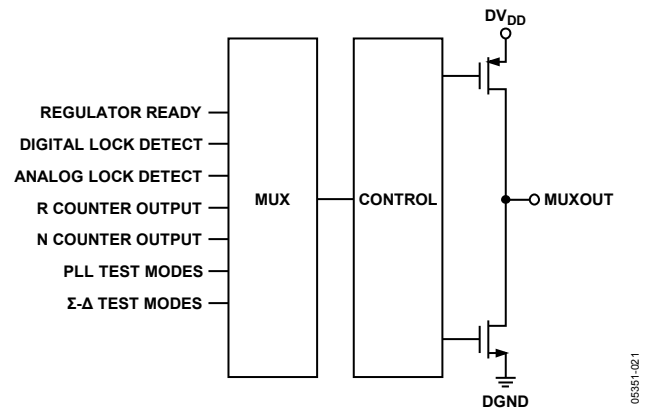 DVDD
REGULATOR READY
DIGITAL LOCK DETECT
ANALOG LOCK DETECT
R COUNTER OUTPUT
N COUNTER OUTPUT
PLL TEST MODES
Σ-Δ TEST MODES
MUX
CONTROL
MUXOUT
DGND
05351-021